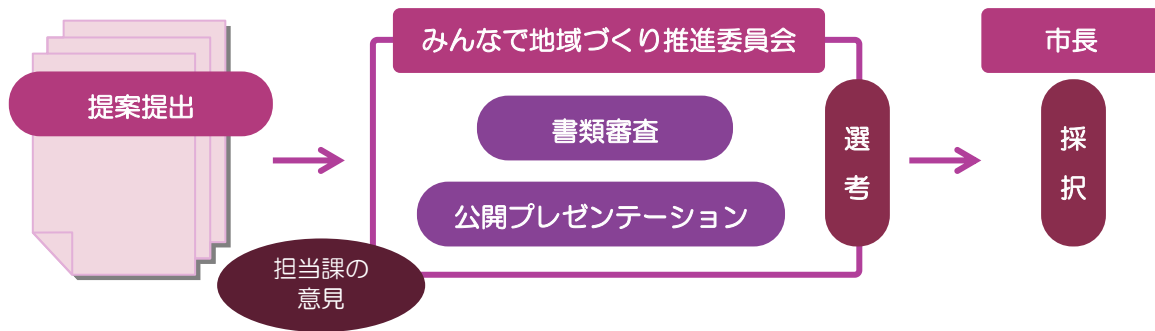 提案提出
みんなで地域づくり推進委員会
書類審査
公開プレゼンテーション
担当課の
意見
選考
市長
採択